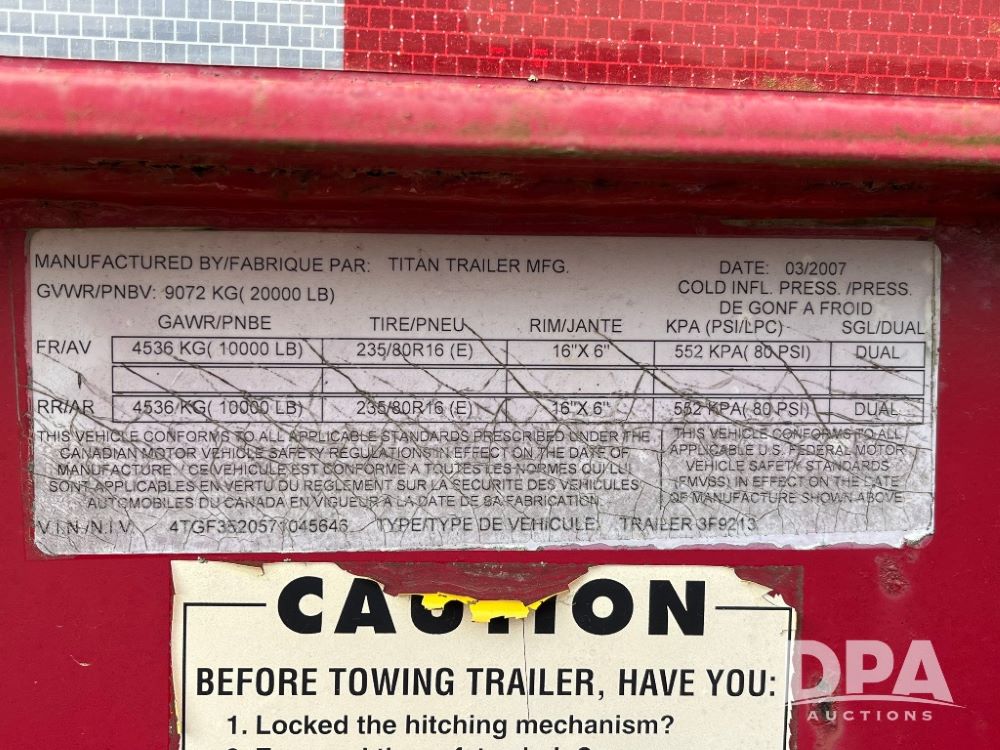 MANUFACTURED BY/FABRIQUE PAR: TITAN TRAILER MFG. DATE: 03/2007
GVWR/PNBV: 9072 KG( 20000 LB) COLD INFL. PRESS. /PRESS.
DE GONF A FROID
GAWR/PNBE TIRE/PNEU RIM/JANTE KPA (PSI/LPC) SGL/DUAL
FR/AV 4536 KG( 10000 LB) 235/80R16 (E) 16"X 6" 552 KPA( 80 PSI) DUAL
RR/AR 4536 KG( 10000 LB) 235/80R16 (E) 16"X 6" 552 KPA( 80 PSI) DUAL
THIS VEHICLE CONFORMS TO ALL APPLICABLE STANDARDS PRESCRIBED UNDER THE
CANADIAN MOTOR VEHICLE SAFETY REGULATIONS IN EFFECT ON THE DATE OF
MANUFACTURE / CE VEHICULE EST CONFORME A TOUTES LES NORMES QUI LUI
SONT APPLICABLES EN VERTU DU REGLEMENT SUR LA SECURITE DES VEHICULES
AUTOMOBILES DU CANADA EN VIGUEUR A LA DATE DE SA FABRICATION.
THIS VEHICLE CONFORMS TO ALL
APPLICABLE U.S. FEDERAL MOTOR
VEHICLE SAFETY STANDARDS
(FMVSS) IN EFFECT ON THE DATE
OF MANUFACTURE SHOWN ABOVE.
V.I.N./N.I.V. 4TGF3520571045646 TYPE/TYPE DE VEHICULE: TRAILER 3F9213
CAUTION
BEFORE TOWING TRAILER, HAVE YOU:
1. Locked the hitching mechanism?
DPA
AUCTIONS